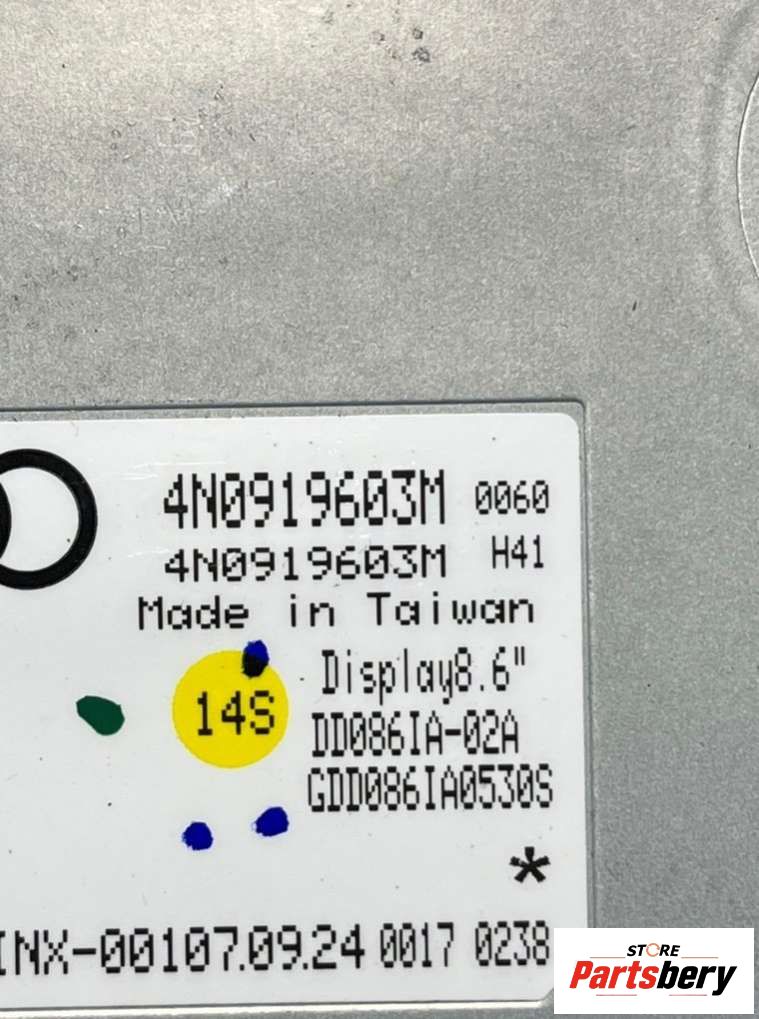 4N0919603M 0060
4N0919603M H41
Made in Taiwan
Display8.6"
14S
DD086IA-02A
GDD086IA0530S
*
INX-00107.09.24 0017 0238
STORE
Partsbery